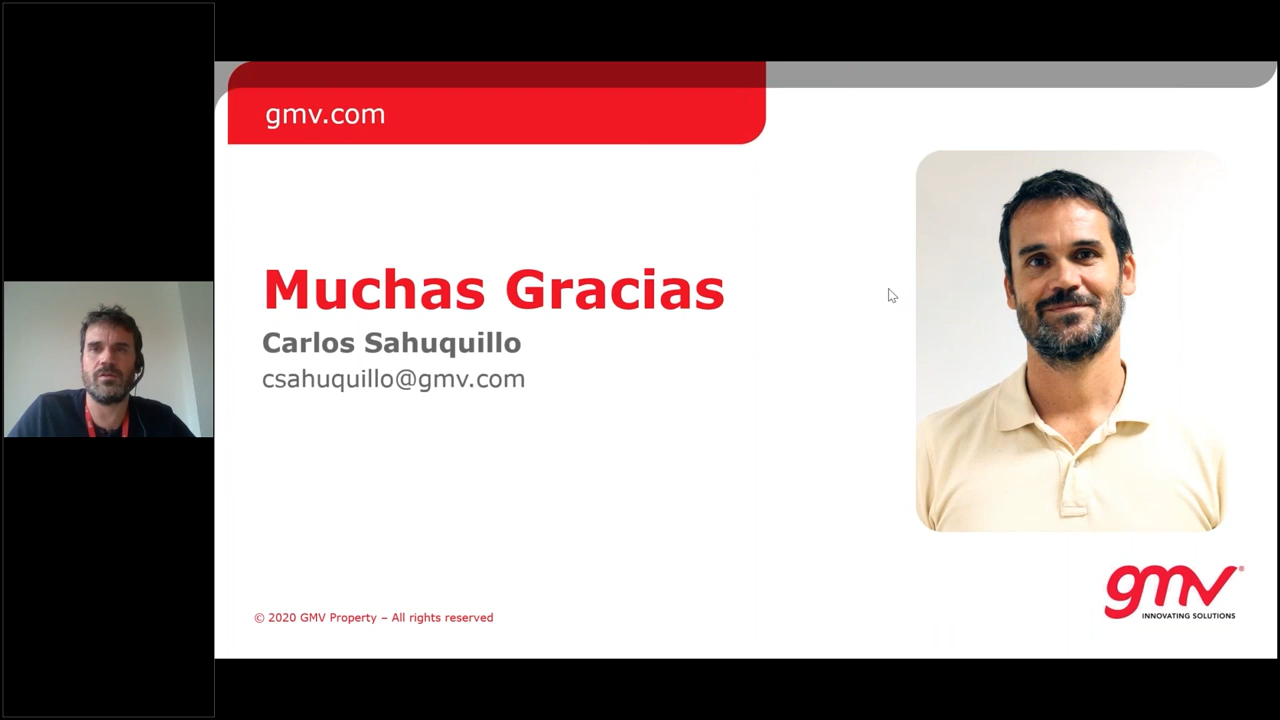 gmv.com
Muchas Gracias
Carlos Sahuquillo
csahuquillo@gmv.com
gmv®
INNOVATING SOLUTIONS
© 2020 GMV Property – All rights reserved